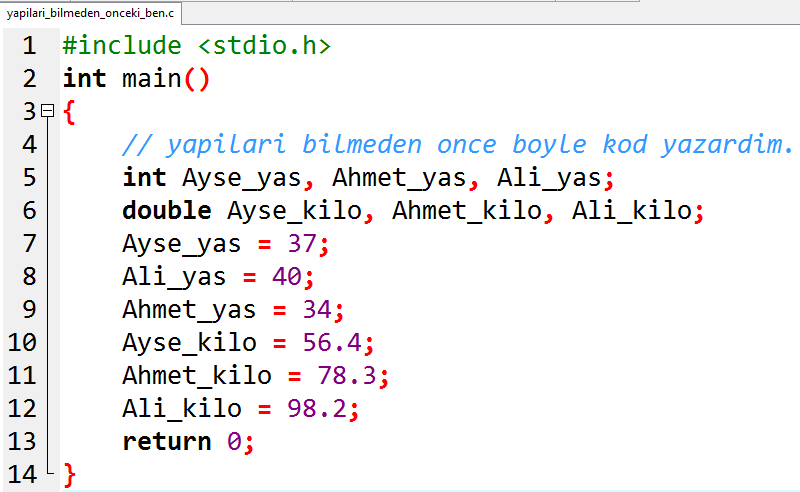 yapilari_bilmeden_onceki_ben.c
1 #include <stdio.h>
2 int main()
3 {
4 // yapilari bilmeden once boyle kod yazardim.
5 int Ayse_yas, Ahmet_yas, Ali_yas;
6 double Ayse_kilo, Ahmet_kilo, Ali_kilo;
7 Ayse_yas = 37;
8 Ali_yas = 40;
9 Ahmet_yas = 34;
10 Ayse_kilo = 56.4;
11 Ahmet_kilo = 78.3;
12 Ali_kilo = 98.2;
13 return 0;
14 }